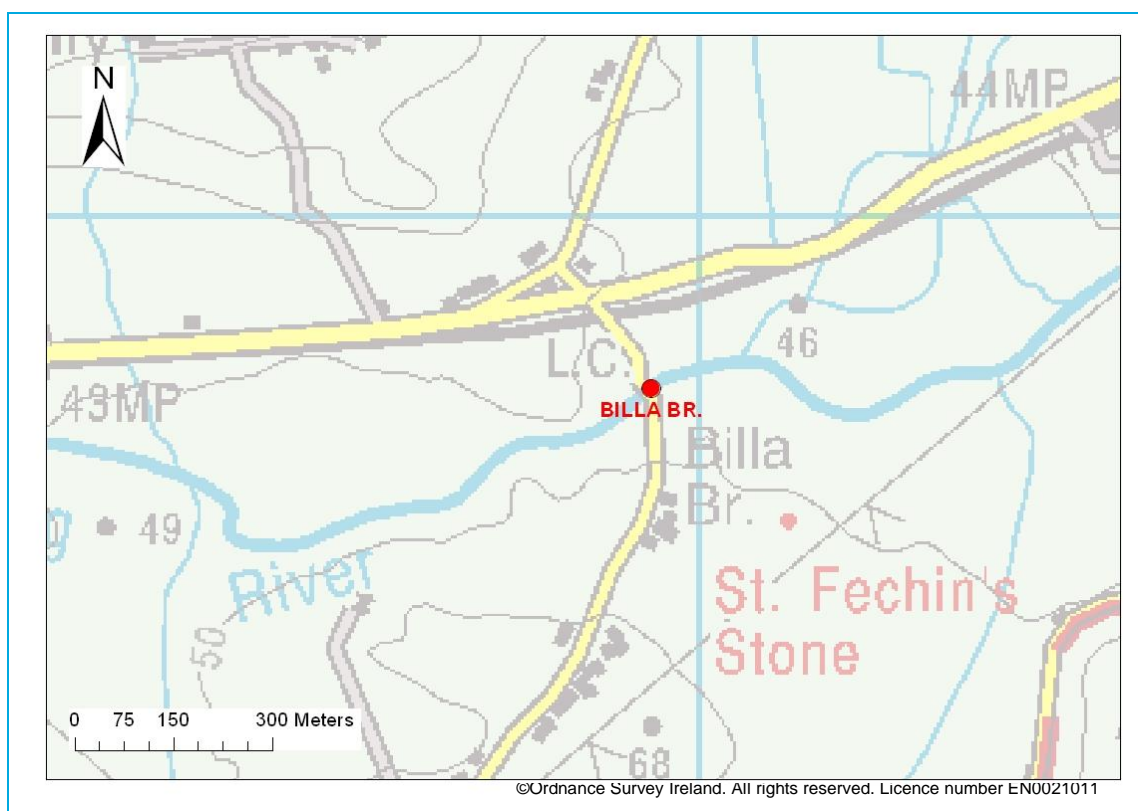 N
44MP
L.C.
46
43MP
BILLA BR.
Billa
Br.
49
River
St. Fechin's
Stone
50
0 75 150 300 Meters
68
©Ordnance Survey Ireland. All rights reserved. Licence number EN0021011